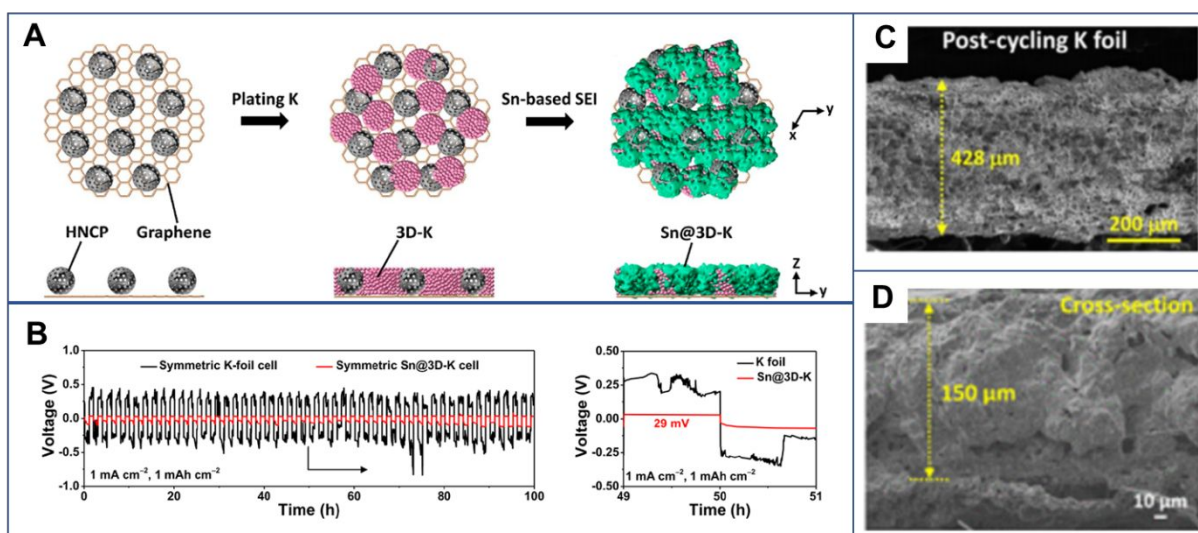 A
Plating K
Sn-based SEI
y
x
HNCP
Graphene
3D-K
Sn@3D-K
Z
y
B
1.0
0.5
0.0
-0.5
-1.0
Voltage (V)
Symmetric K-foil cell
Symmetric Sn@3D-K cell
1 mA cm⁻², 1 mAh cm⁻²
0 20 40 60 80 100
Time (h)
0.50
0.25
0.00
-0.25
-0.50
Voltage (V)
K foil
Sn@3D-K
29 mV
1 mA cm⁻², 1 mAh cm⁻²
49 50 51
Time (h)
C
Post-cycling K foil
428 μm
200 μm
D
Cross-section
150 μm
10 μm